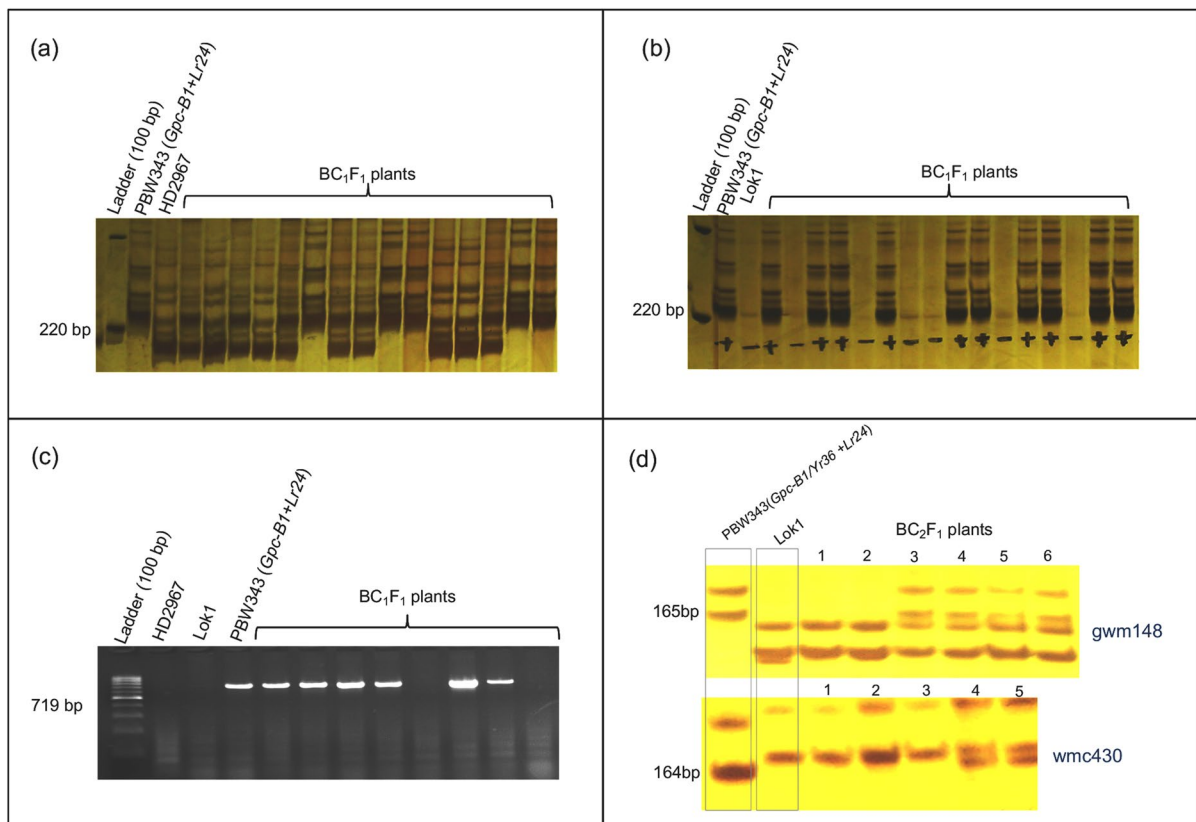 (a)
Ladder (100 bp)
PBW343 (Gpc-B1+Lr24)
HD2967
BC₁F₁ plants
220 bp
(b)
Ladder (100 bp)
PBW343 (Gpc-B1+Lr24)
Lok1
BC₁F₁ plants
220 bp
(c)
Ladder (100 bp)
HD2967
Lok1
PBW343 (Gpc-B1+Lr24)
BC₁F₁ plants
719 bp
(d)
PBW343(Gpc-B1/Yr36 +Lr24)
Lok1
BC₂F₁ plants
1 2 3 4 5 6
165bp
gwm148
1 2 3 4 5
164bp
wmc430